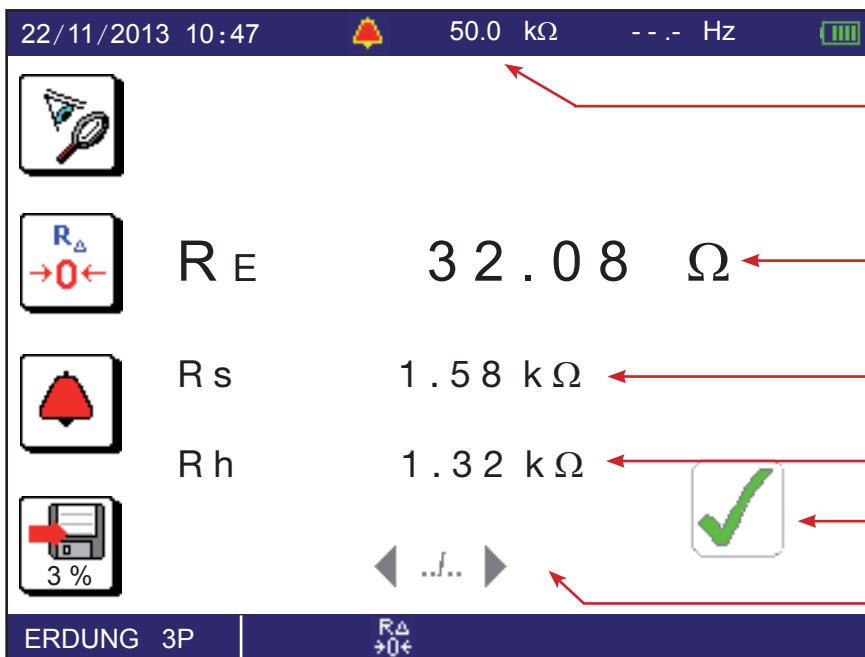 22/11/2013 10:47 50.0 kΩ - - .- Hz
RΔ
→0←
RE 32.08 Ω
Rs 1.58 kΩ
Rh 1.32 kΩ
3 %
../..
ERDUNG 3P RΔ
→0←